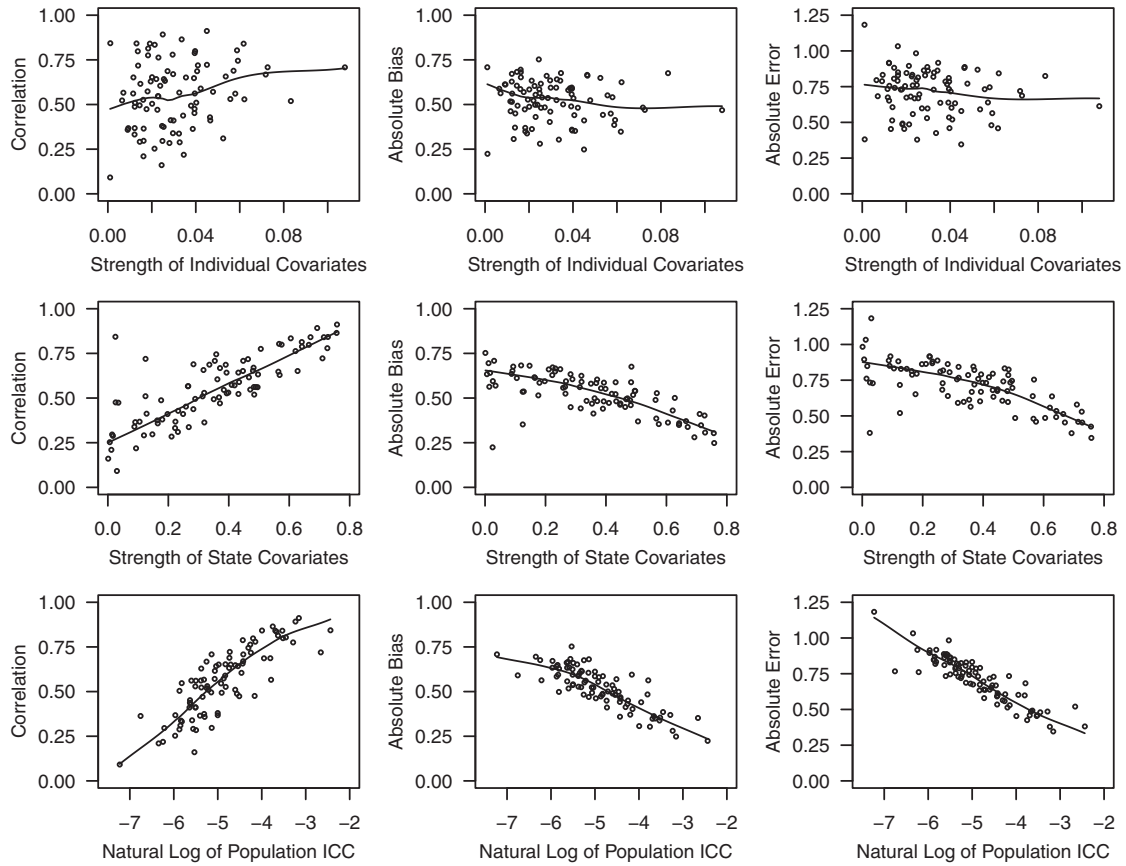 Correlation
1.00
0.75
0.50
0.25
0.00
0.00 0.04 0.08
Strength of Individual Covariates
Absolute Bias
1.00
0.75
0.50
0.25
0.00
0.00 0.04 0.08
Strength of Individual Covariates
Absolute Error
1.25
1.00
0.75
0.50
0.25
0.00
0.00 0.04 0.08
Strength of Individual Covariates
Correlation
1.00
0.75
0.50
0.25
0.00
0.0 0.2 0.4 0.6 0.8
Strength of State Covariates
Absolute Bias
1.00
0.75
0.50
0.25
0.00
0.0 0.2 0.4 0.6 0.8
Strength of State Covariates
Absolute Error
1.25
1.00
0.75
0.50
0.25
0.00
0.0 0.2 0.4 0.6 0.8
Strength of State Covariates
Correlation
1.00
0.75
0.50
0.25
0.00
−7 −6 −5 −4 −3 −2
Natural Log of Population ICC
Absolute Bias
1.00
0.75
0.50
0.25
0.00
−7 −6 −5 −4 −3 −2
Natural Log of Population ICC
Absolute Error
1.25
1.00
0.75
0.50
0.25
0.00
−7 −6 −5 −4 −3 −2
Natural Log of Population ICC